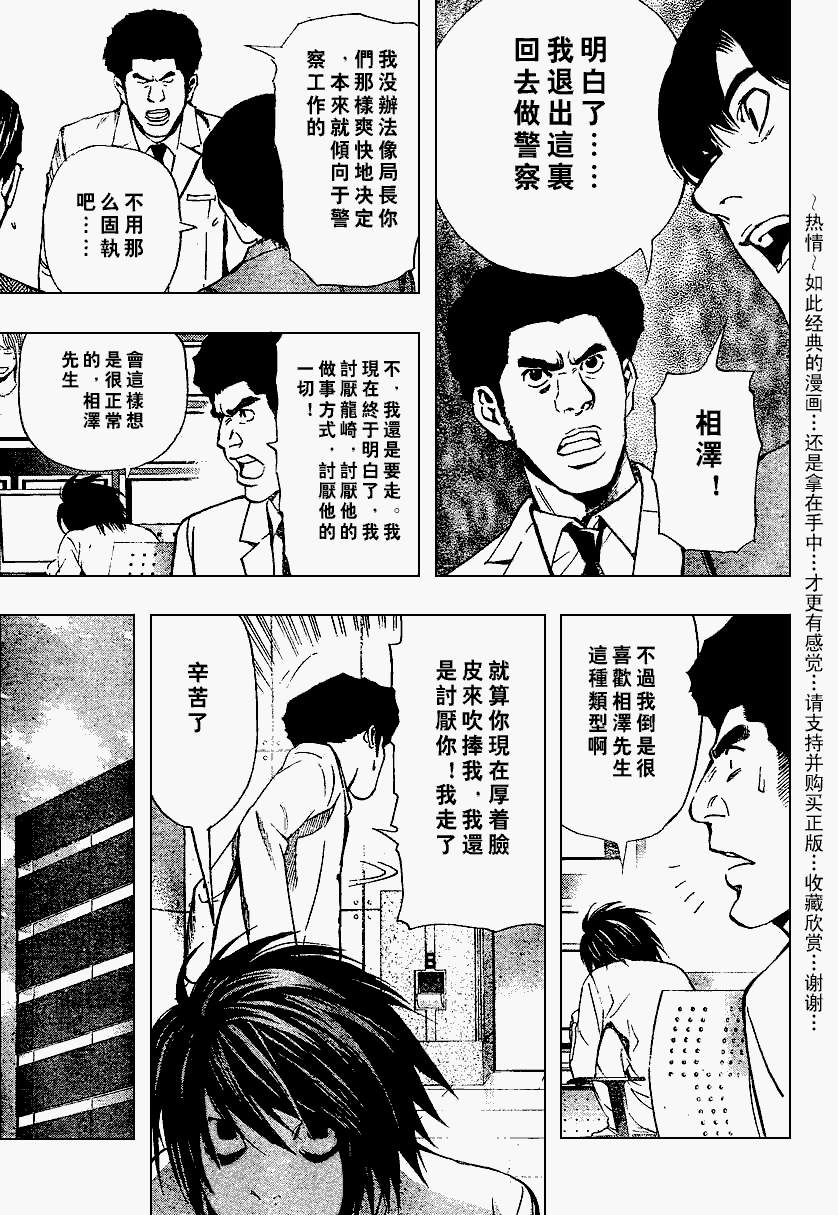 明白了……
我退出這裏
回去做警察
相澤！
我没辦法像局長你
們那樣爽快地决定
，本來就傾向于警
察工作的
不用那
么固執
吧……
不，我還是要走。我
現在終于明白了，我
討厭龍崎，討厭他的
做事方式，討厭他的
一切！
會這樣想
是很正常
的，相澤
先生
不過我倒是很
喜歡相澤先生
這種類型啊
就算你現在厚着臉
皮來吹捧我，我還
是討厭你！我走了
辛苦了
~热情~如此经典的漫画…还是拿在手中…才更有感觉…请支持并购买正版…收藏欣赏…谢谢…